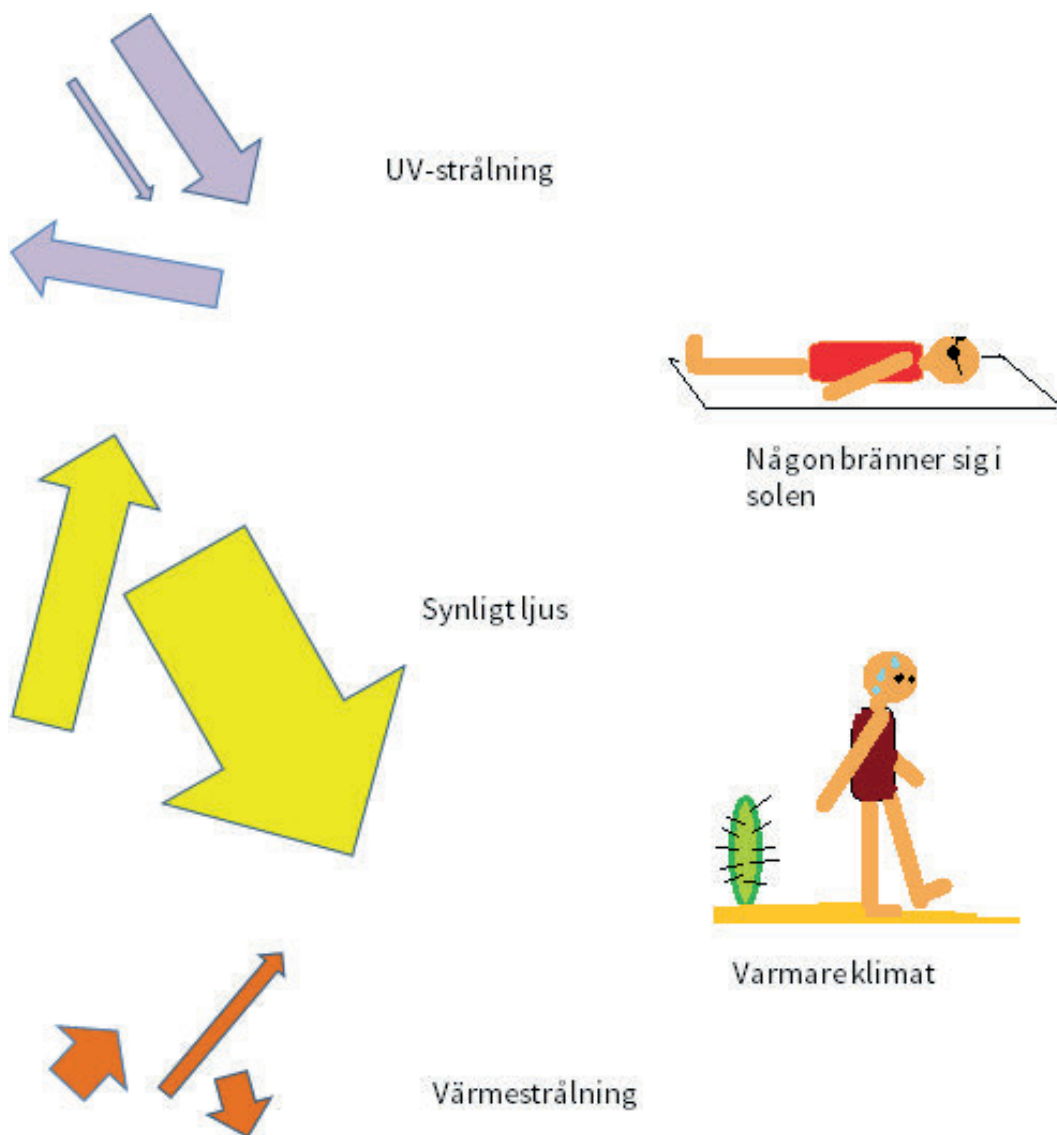 UV-strålning
Någon bränner sig i
solen
Synligt ljus
Varmare klimat
Värmestrålning